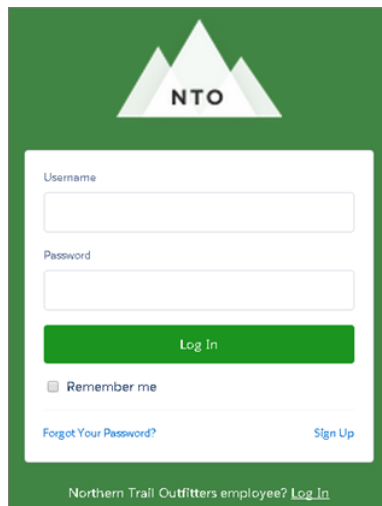 NTO
Username
Password
Log In
Remember me
Forgot Your Password? Sign Up
Northern Trail Outfitters employee? Log In